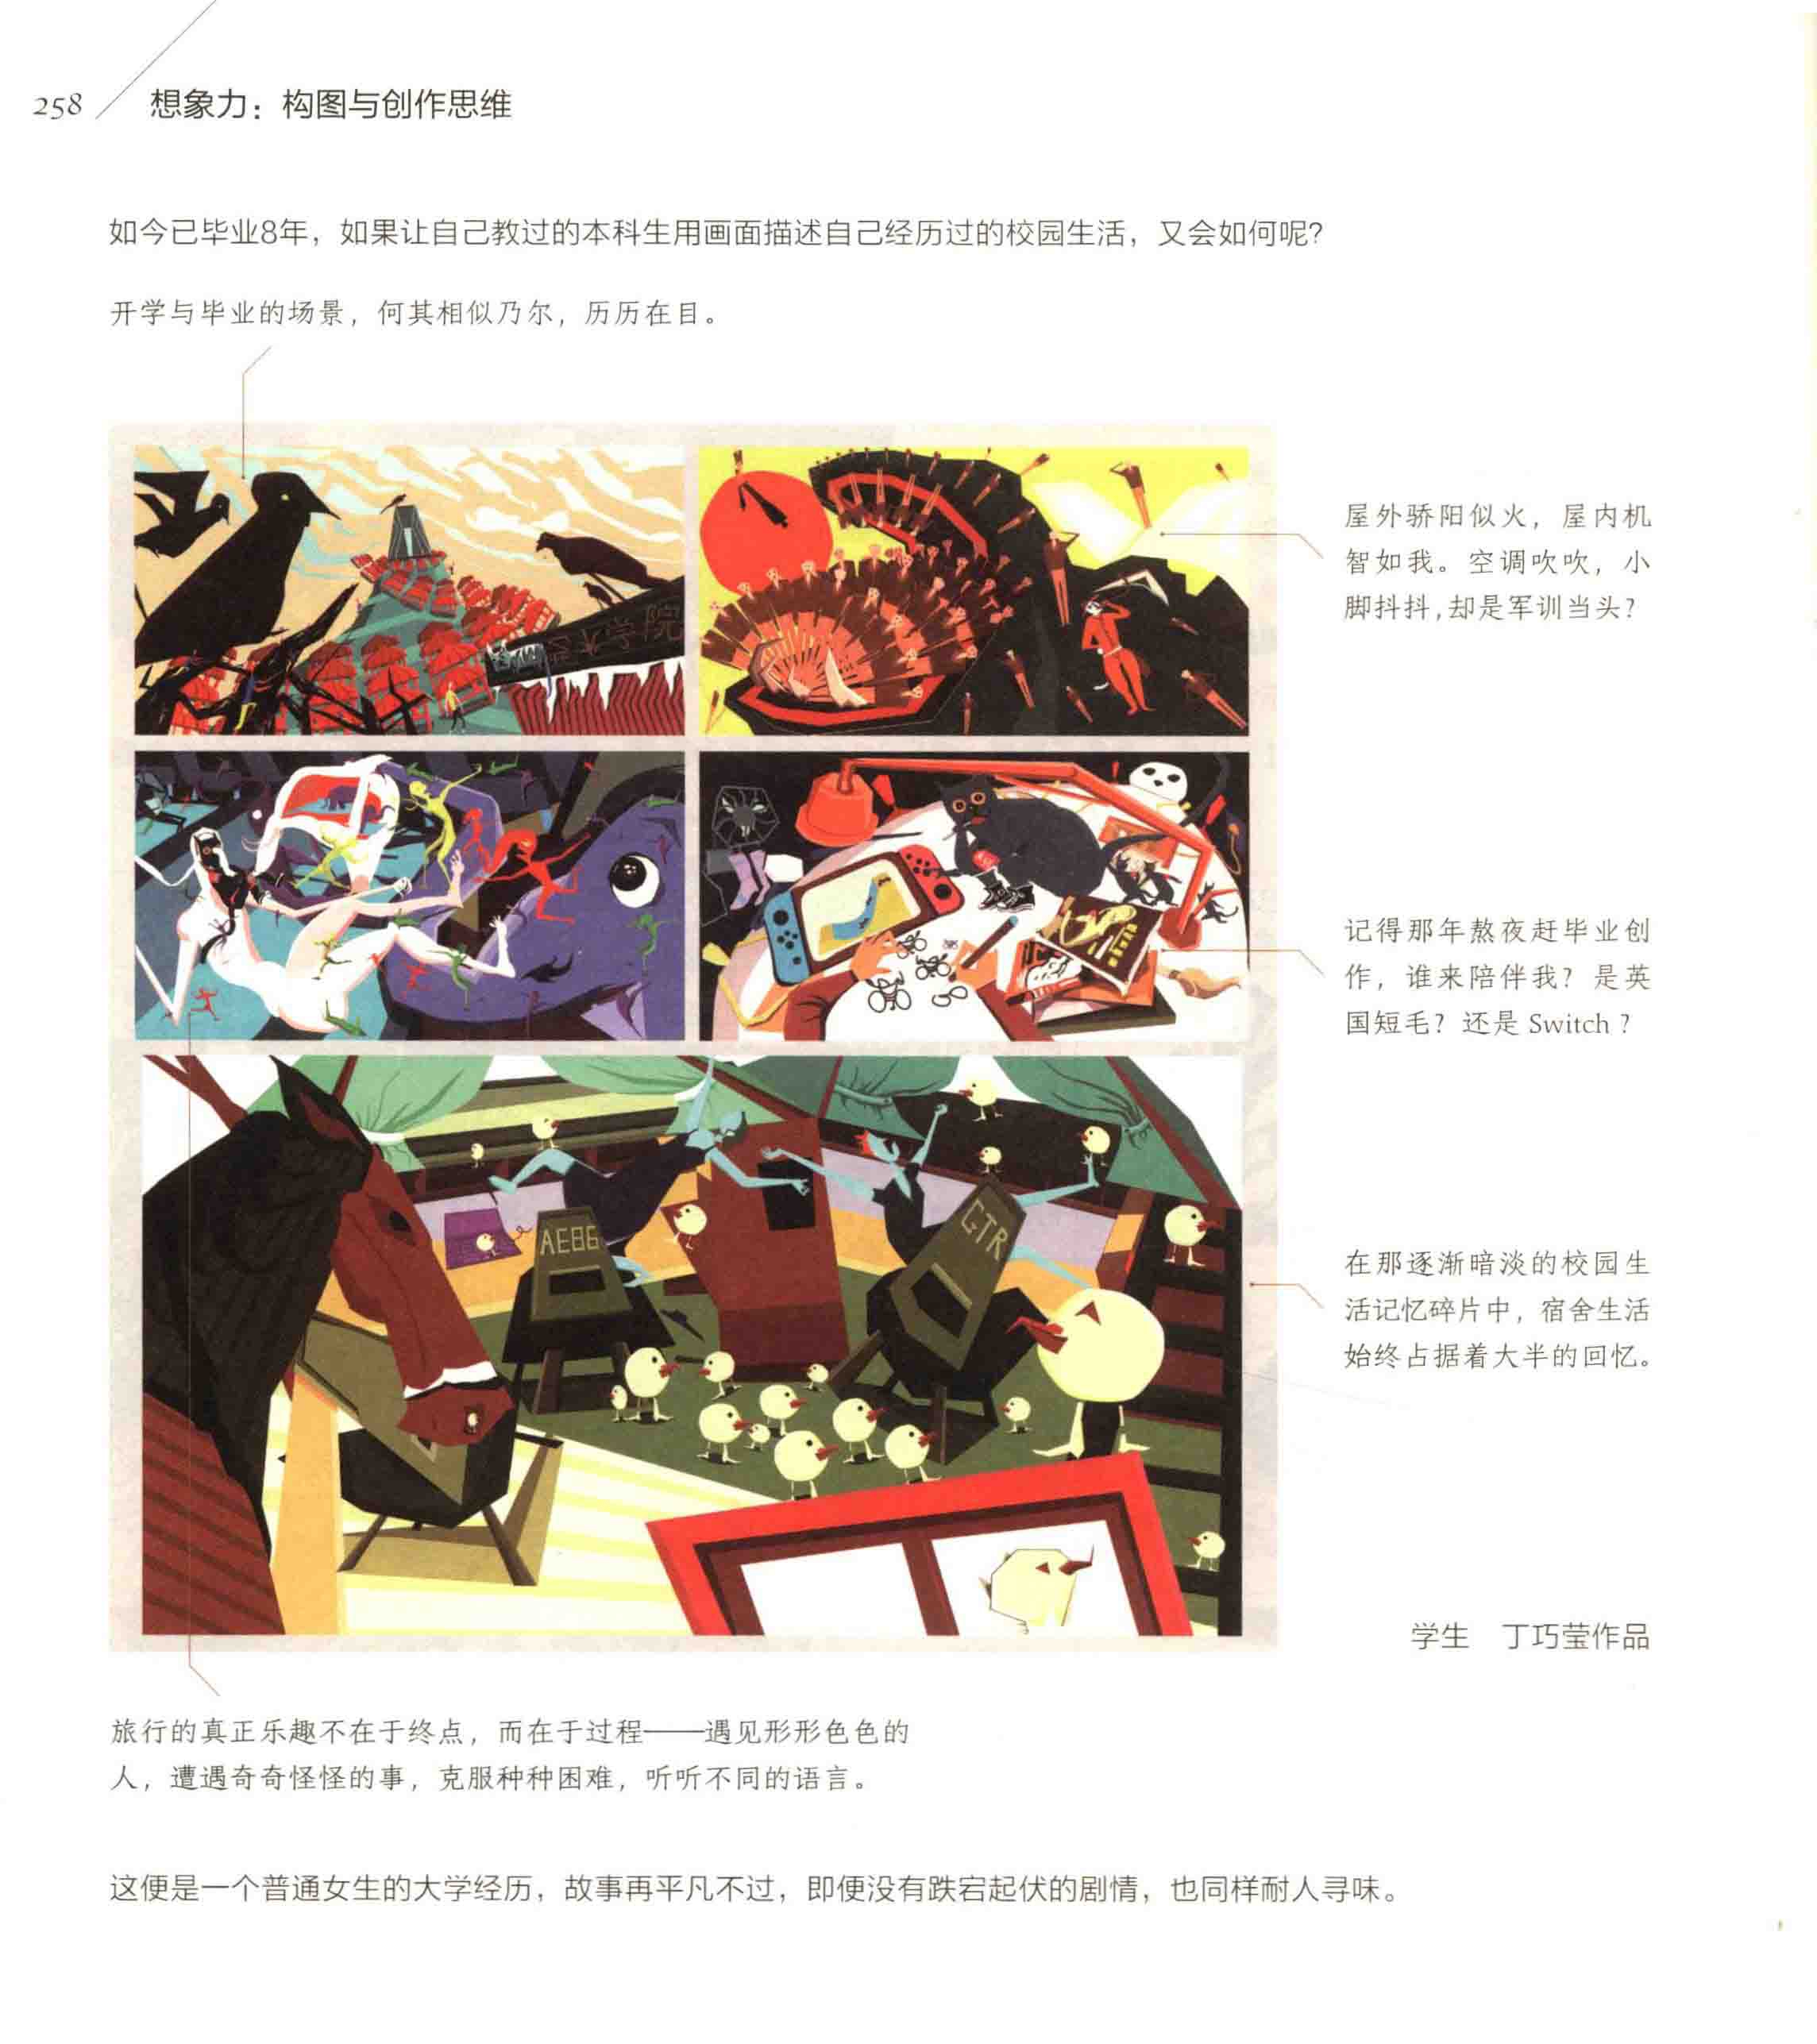 258
想象力：构图与创作思维
如今已毕业8年，如果让自己教过的本科生用画面描述自己经历过的校园生活，又会如何呢？
开学与毕业的场景，何其相似乃尔，历历在目。
学院
屋外骄阳似火，屋内机
智如我。空调吹吹，小
脚抖抖，却是军训当头？
记得那年熬夜赶毕业创
作，谁来陪伴我？是英
国短毛？还是 Switch？
AE86
GTR
在那逐渐暗淡的校园生
活记忆碎片中，宿舍生活
始终占据着大半的回忆。
学生　丁巧莹作品
旅行的真正乐趣不在于终点，而在于过程——遇见形形色色的
人，遭遇奇奇怪怪的事，克服种种困难，听听不同的语言。
这便是一个普通女生的大学经历，故事再平凡不过，即便没有跌宕起伏的剧情，也同样耐人寻味。